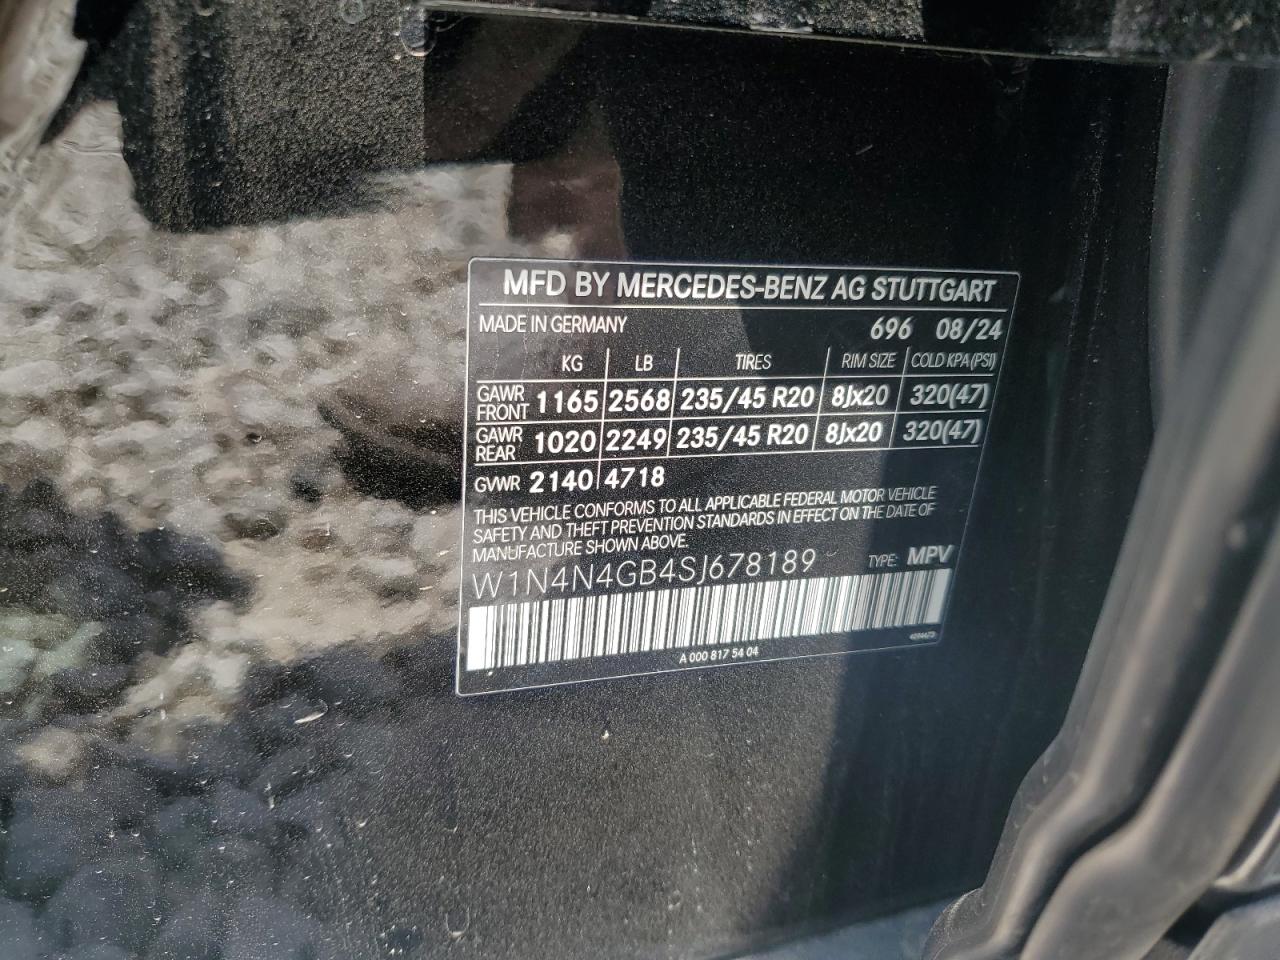 MFD BY MERCEDES-BENZ AG STUTTGART
MADE IN GERMANY 696 08/24
KG LB TIRES RIM SIZE COLD KPA (PSI)
GAWR FRONT 1165 2568 235/45 R20 8Jx20 320(47)
GAWR REAR 1020 2249 235/45 R20 8Jx20 320(47)
GVWR 2140 4718
THIS VEHICLE CONFORMS TO ALL APPLICABLE FEDERAL MOTOR VEHICLE
SAFETY AND THEFT PREVENTION STANDARDS IN EFFECT ON THE DATE OF
MANUFACTURE SHOWN ABOVE.
W1N4N4GB4SJ678189 TYPE: MPV
A 000 817 54 04